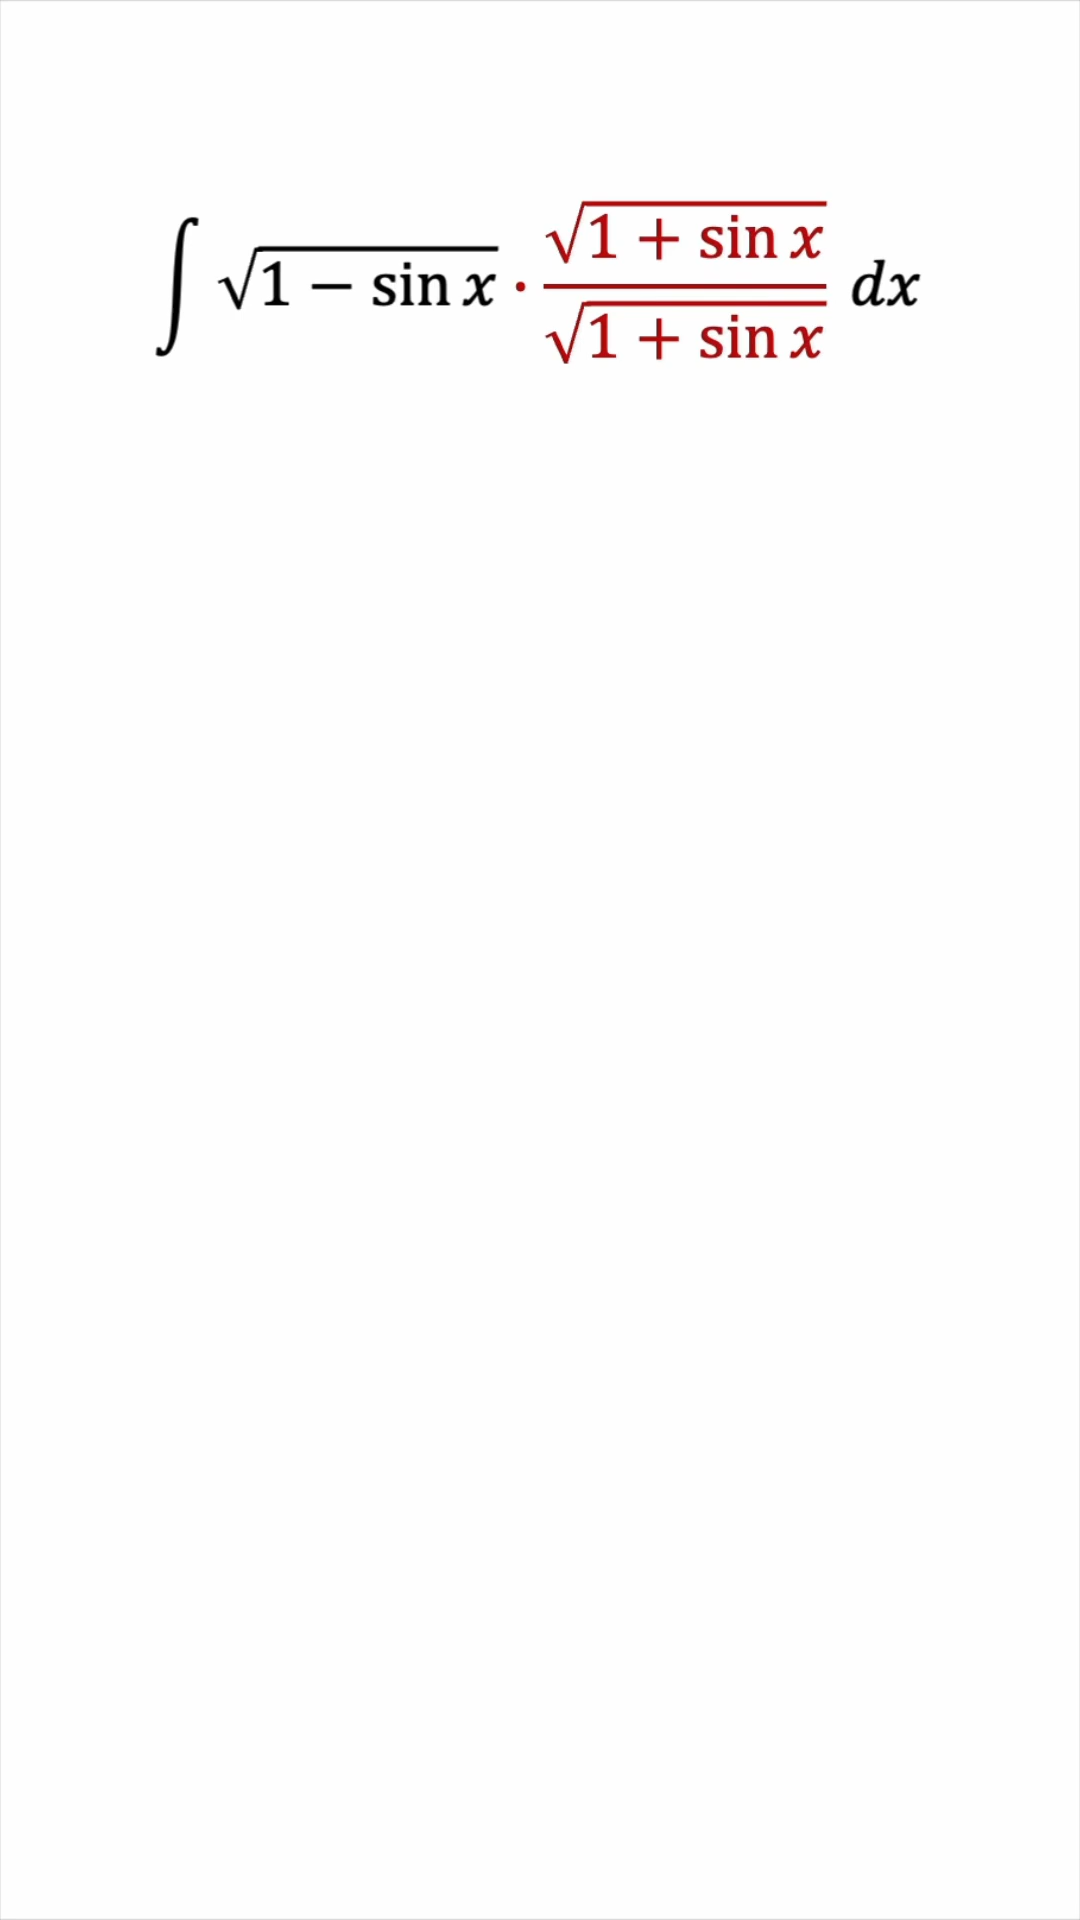 ∫ √(1 − sin x) · √(1 + sin x) / √(1 + sin x) dx